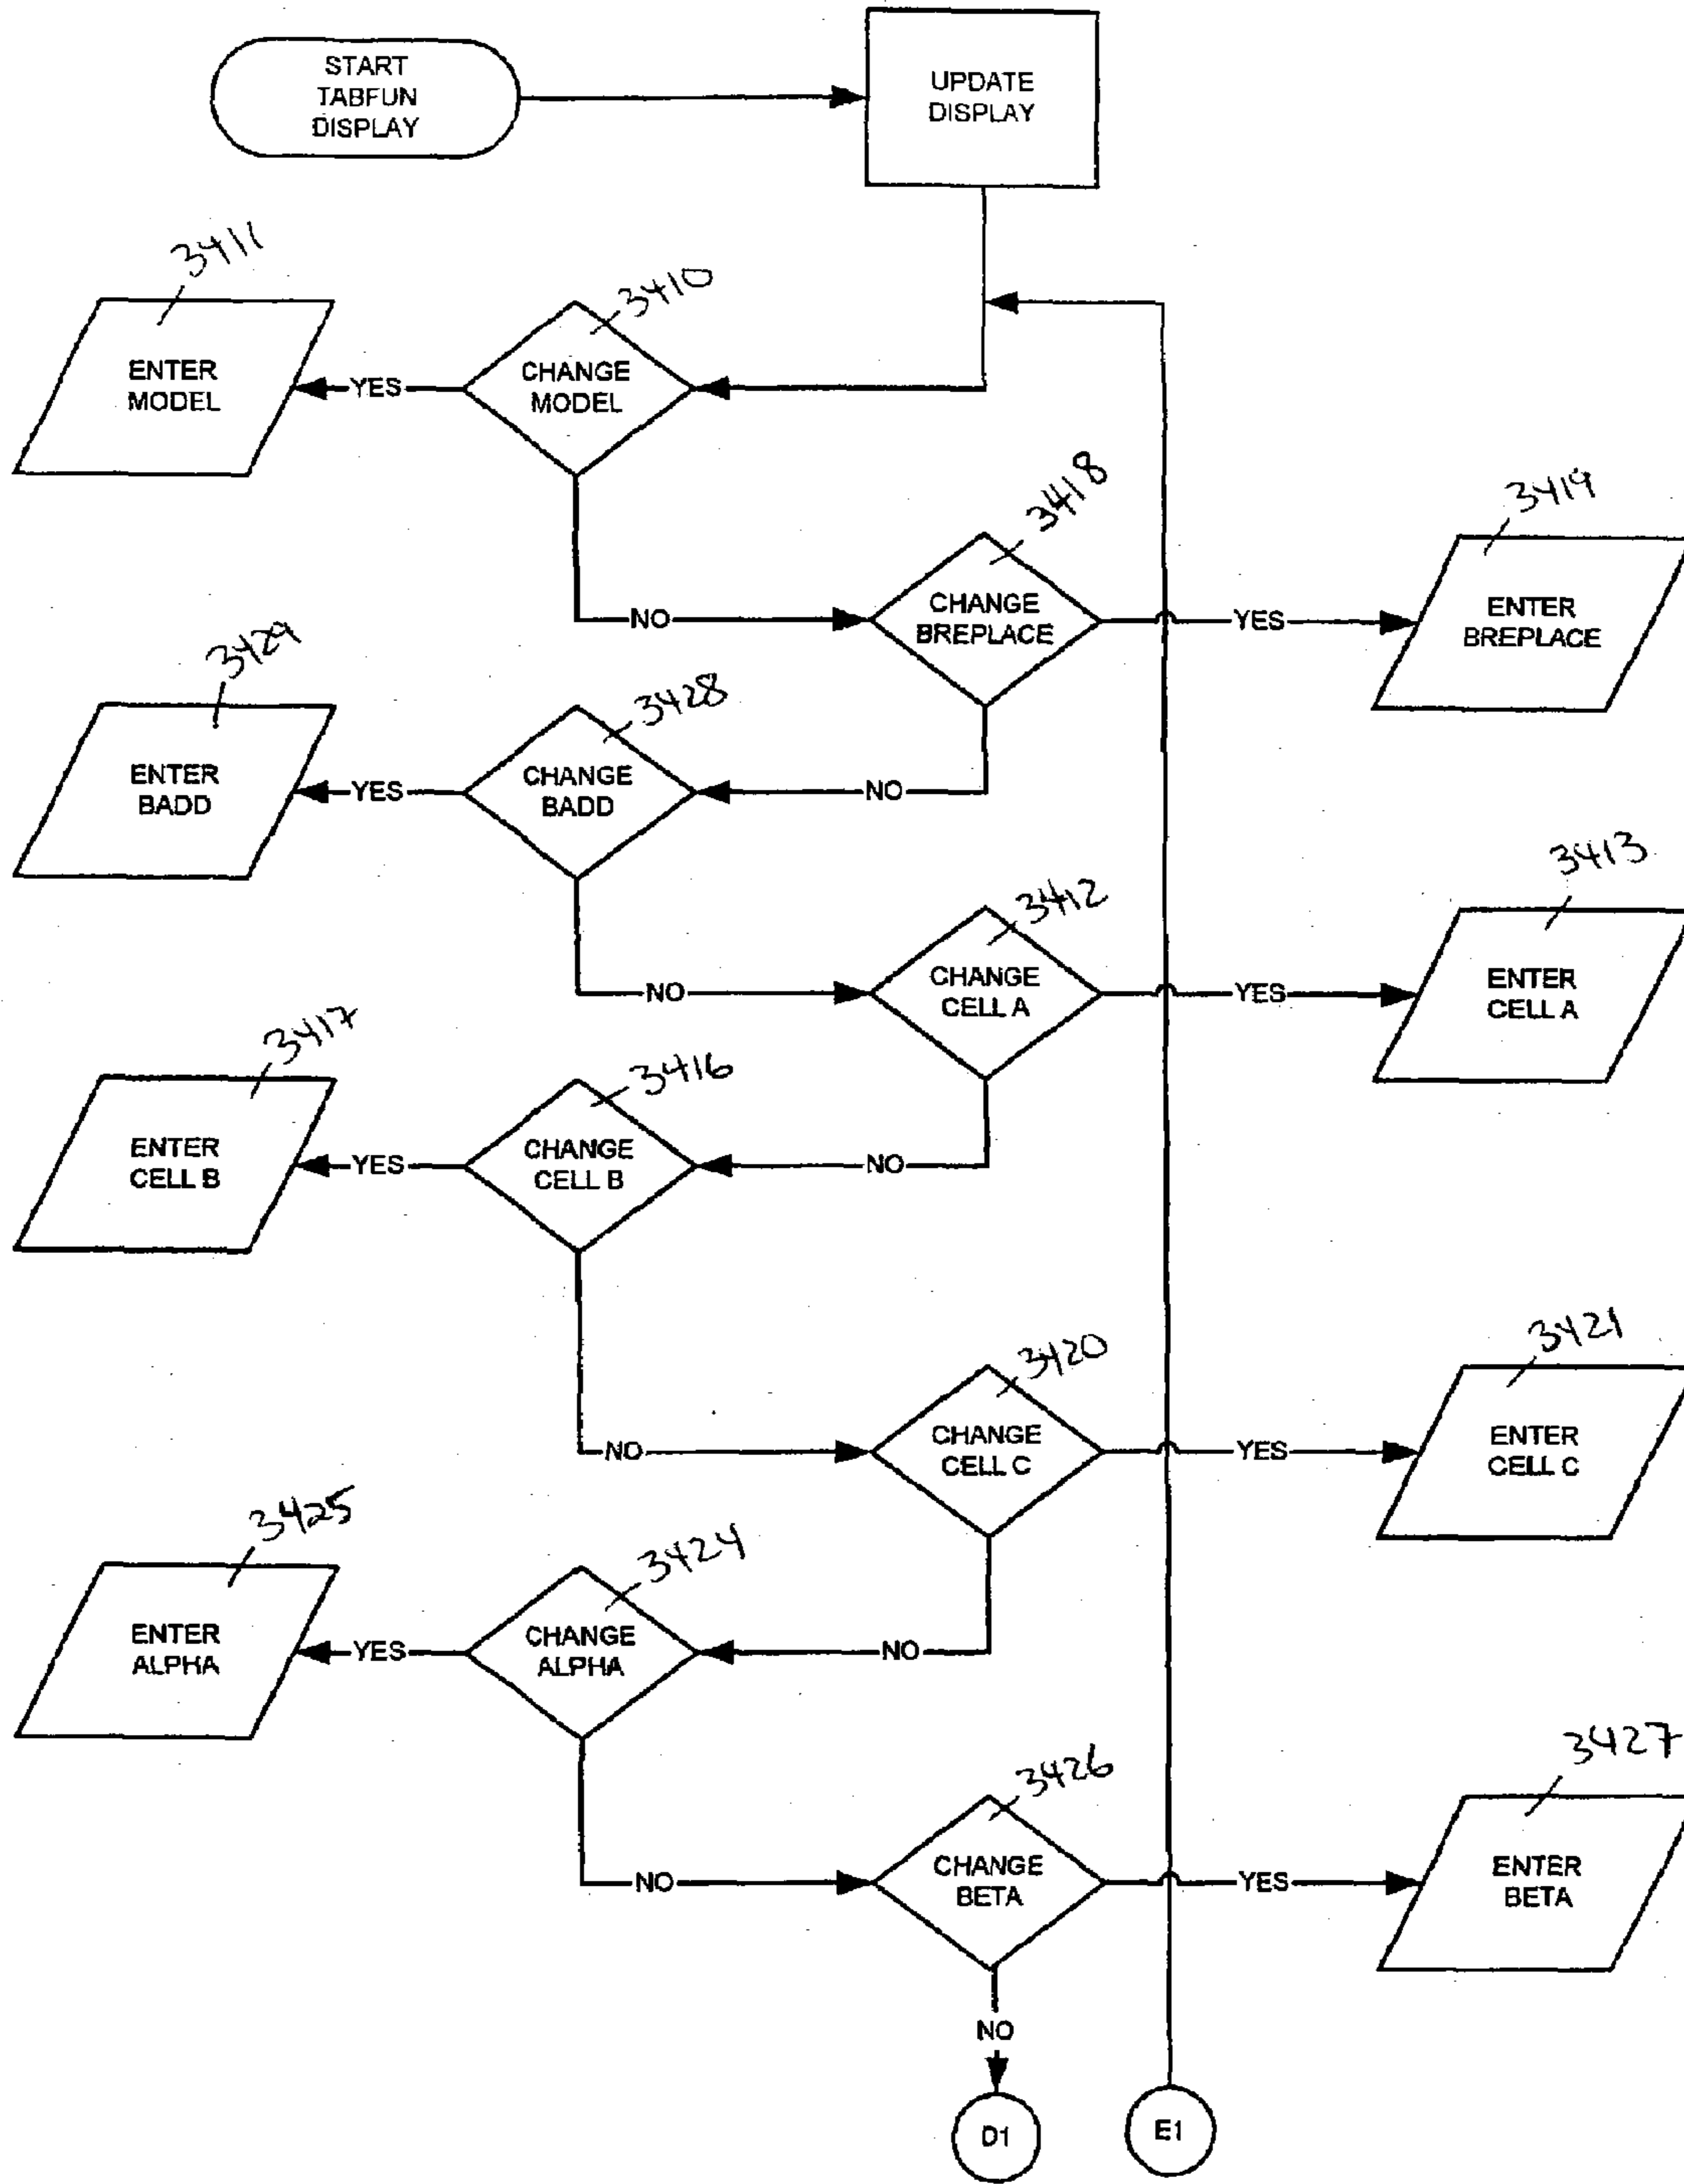 START
TABFUN
DISPLAY
UPDATE
DISPLAY
3411
3410
ENTER
MODEL
YES
CHANGE
MODEL
3418
3419
NO
CHANGE
BREPLACE
YES
ENTER
BREPLACE
3429
3428
ENTER
BADD
YES
CHANGE
BADD
NO
3412
3413
NO
CHANGE
CELL A
YES
ENTER
CELL A
3417
3416
ENTER
CELL B
YES
CHANGE
CELL B
NO
3420
3421
NO
CHANGE
CELL C
YES
ENTER
CELL C
3425
3424
ENTER
ALPHA
YES
CHANGE
ALPHA
NO
3426
3427
NO
CHANGE
BETA
YES
ENTER
BETA
NO
D1
E1